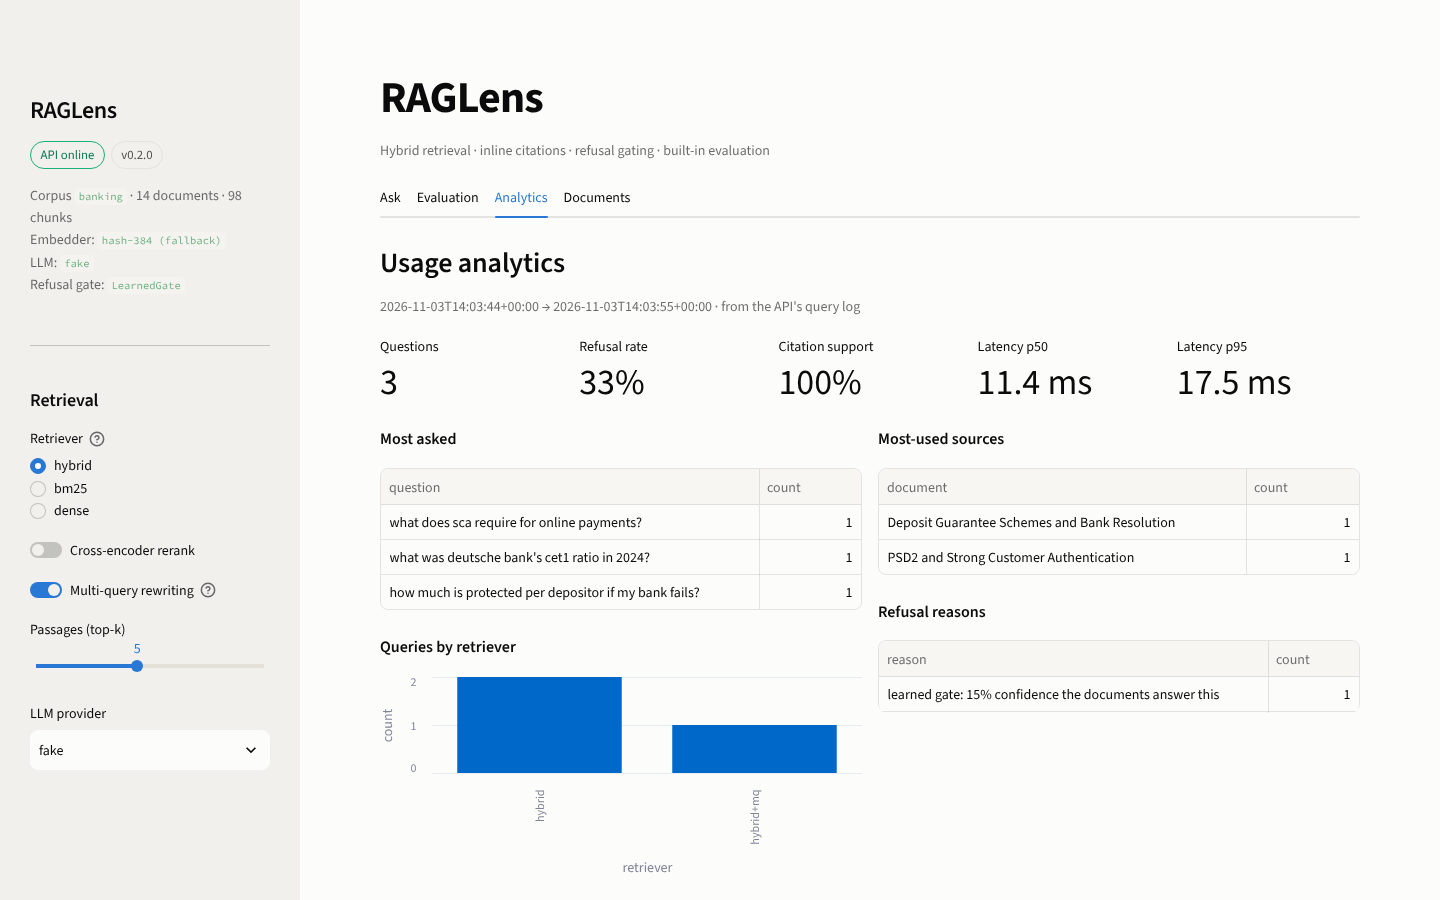 RAGLens
API online v0.2.0
Corpus banking · 14 documents · 98
chunks
Embedder: hash-384 (fallback)
LLM: fake
Refusal gate: LearnedGate
Retrieval
Retriever
hybrid
bm25
dense
Cross-encoder rerank
Multi-query rewriting
Passages (top-k)
5
LLM provider
fake
RAGLens
Hybrid retrieval · inline citations · refusal gating · built-in evaluation
Ask Evaluation Analytics Documents
Usage analytics
2026-11-03T14:03:44+00:00 → 2026-11-03T14:03:55+00:00 · from the API's query log
Questions Refusal rate Citation support Latency p50 Latency p95
3 33% 100% 11.4 ms 17.5 ms
Most asked
question count
what does sca require for online payments? 1
what was deutsche bank's cet1 ratio in 2024? 1
how much is protected per depositor if my bank fails? 1
Queries by retriever
2
1
0
count
hybrid
hybrid+mq
retriever
Most-used sources
document count
Deposit Guarantee Schemes and Bank Resolution 1
PSD2 and Strong Customer Authentication 1
Refusal reasons
reason count
learned gate: 15% confidence the documents answer this 1